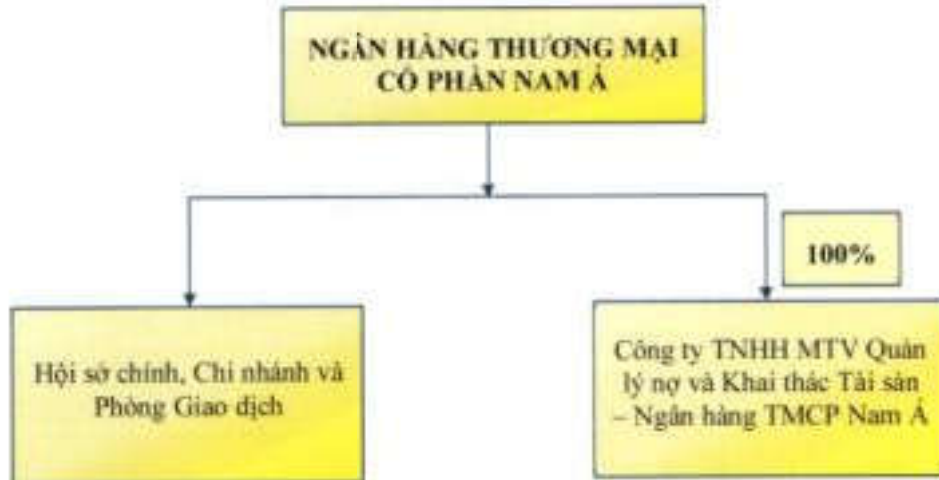 NGÂN HÀNG THƯƠNG MẠI
CỔ PHẦN NAM Á
100%
Hội sở chính, Chi nhánh và
Phòng Giao dịch
Công ty TNHH MTV Quản
lý nợ và Khai thác Tài sản
– Ngân hàng TMCP Nam Á